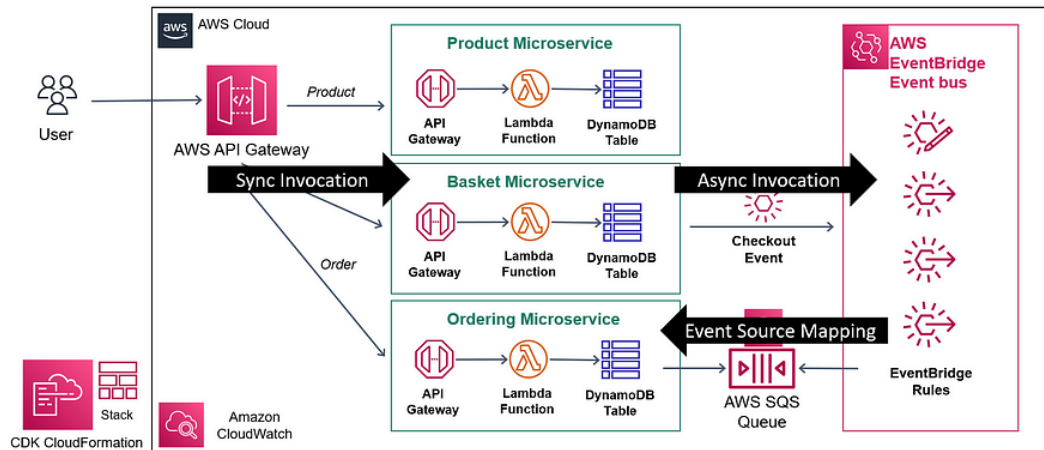 aws
AWS Cloud
User
AWS API Gateway
Product
Sync Invocation
Order
Product Microservice
API
Gateway
Lambda
Function
DynamoDB
Table
Basket Microservice
API
Gateway
Lambda
Function
DynamoDB
Table
Ordering Microservice
API
Gateway
Lambda
Function
DynamoDB
Table
Async Invocation
Checkout
Event
Event Source Mapping
AWS SQS
Queue
AWS
EventBridge
Event bus
EventBridge
Rules
Stack
CDK CloudFormation
Amazon
CloudWatch